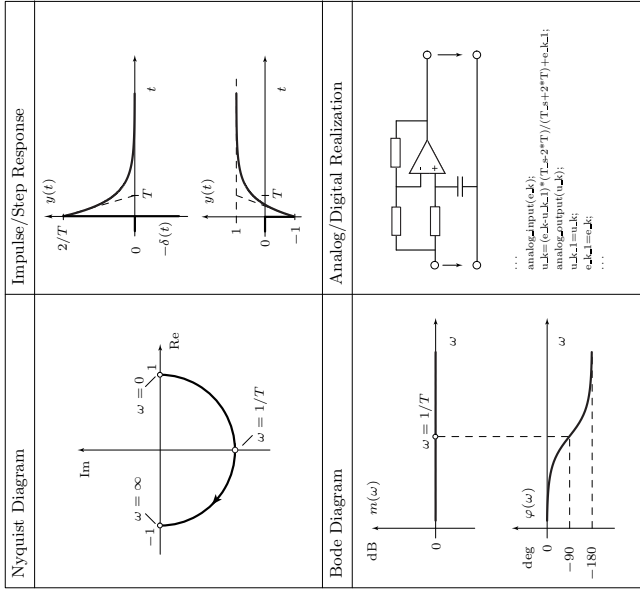 Nyquist Diagram
Im
ω = ∞
ω = 0
−1
1
Re
ω = 1/T
Impulse/Step Response
y(t)
2/T
0
T
t
−δ(t)
y(t)
1
0
T
t
−1
Bode Diagram
dB
m(ω)
0
ω = 1/T
ω
deg
φ(ω)
0
ω
−90
−180
Analog/Digital Realization
-
+
...
analog_input(e_k);
u_k=(e_k-u_k_1)*(T_s-2*T)/(T_s+2*T)+e_k_1;
analog_output(u_k);
u_k_1=u_k;
e_k_1=e_k;
...